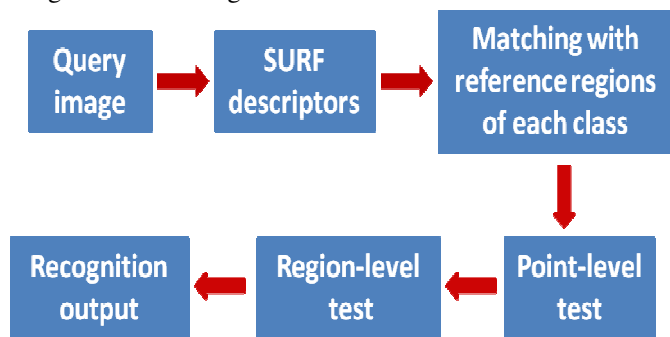 Query
image
SURF
descriptors
Matching with
reference regions
of each class
Point-level
test
Region-level
test
Recognition
output